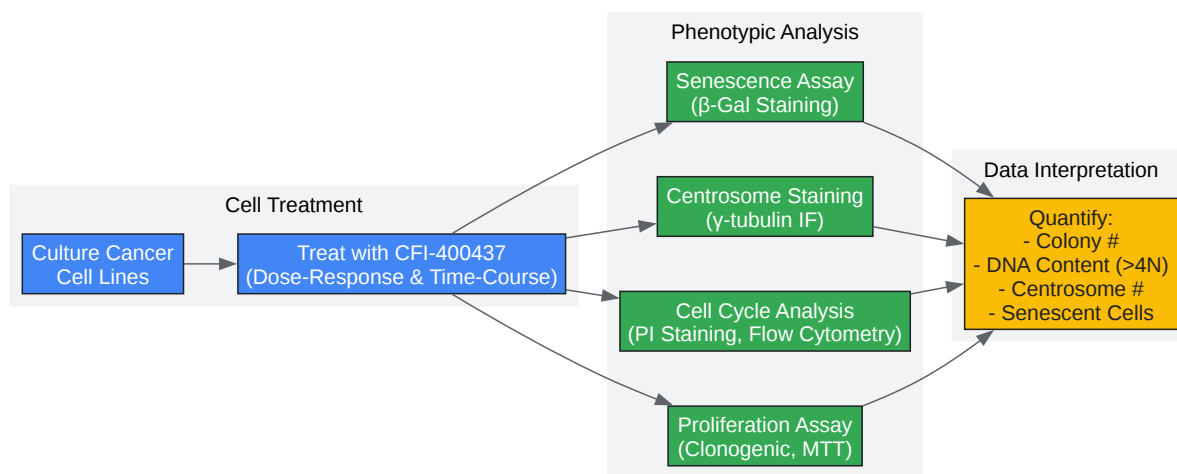 Cell Treatment
Culture Cancer
Cell Lines
Treat with CFI-400437
(Dose-Response & Time-Course)
Phenotypic Analysis
Senescence Assay
(β-Gal Staining)
Centrosome Staining
(γ-tubulin IF)
Cell Cycle Analysis
(PI Staining, Flow Cytometry)
Proliferation Assay
(Clonogenic, MTT)
Data Interpretation
Quantify:
- Colony #
- DNA Content (>4N)
- Centrosome #
- Senescent Cells